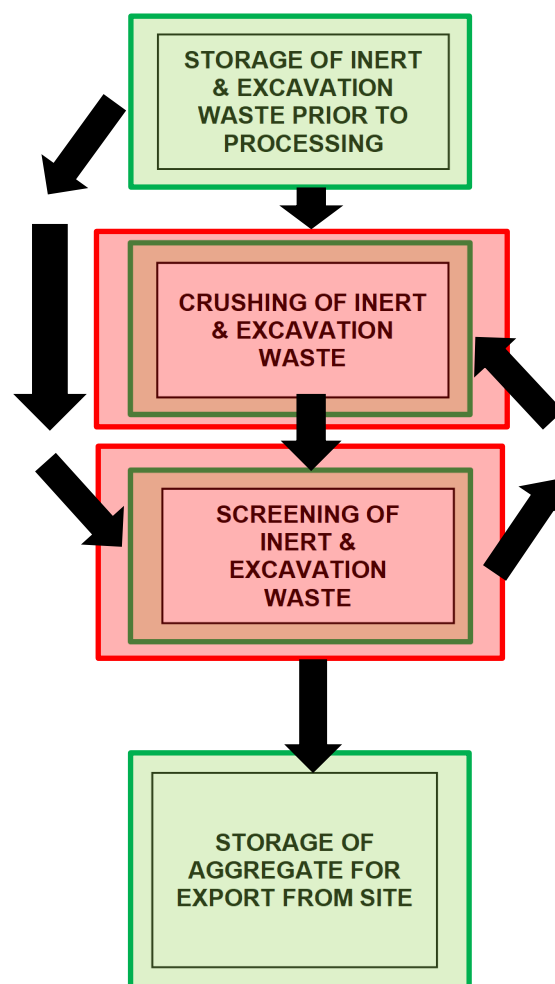 STORAGE OF INERT
& EXCAVATION
WASTE PRIOR TO
PROCESSING
CRUSHING OF INERT
& EXCAVATION
WASTE
SCREENING OF
INERT &
EXCAVATION
WASTE
STORAGE OF
AGGREGATE FOR
EXPORT FROM SITE